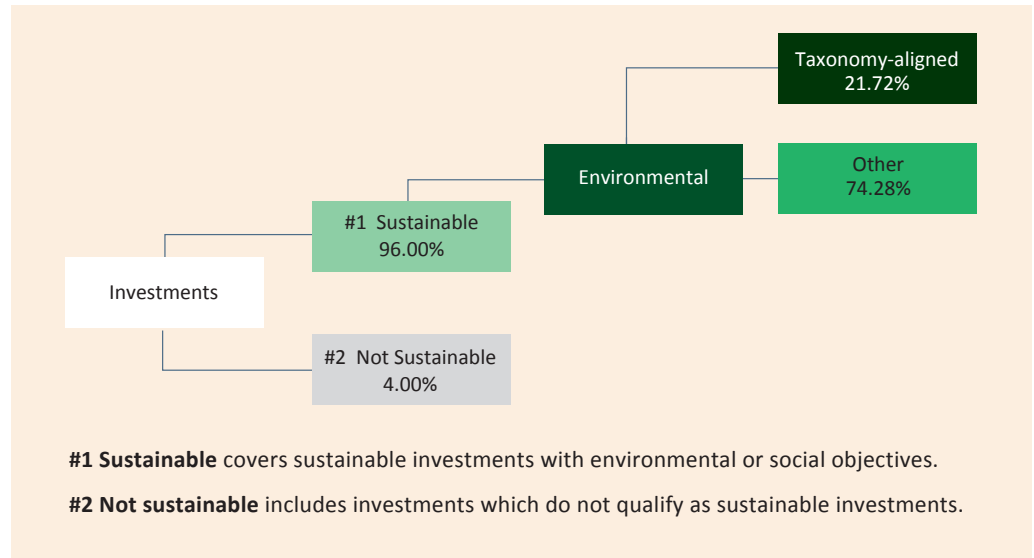 Taxonomy-aligned
21.72%
Environmental
Other
74.28%
#1 Sustainable
96.00%
Investments
#2 Not Sustainable
4.00%
#1 Sustainable covers sustainable investments with environmental or social objectives.
#2 Not sustainable includes investments which do not qualify as sustainable investments.